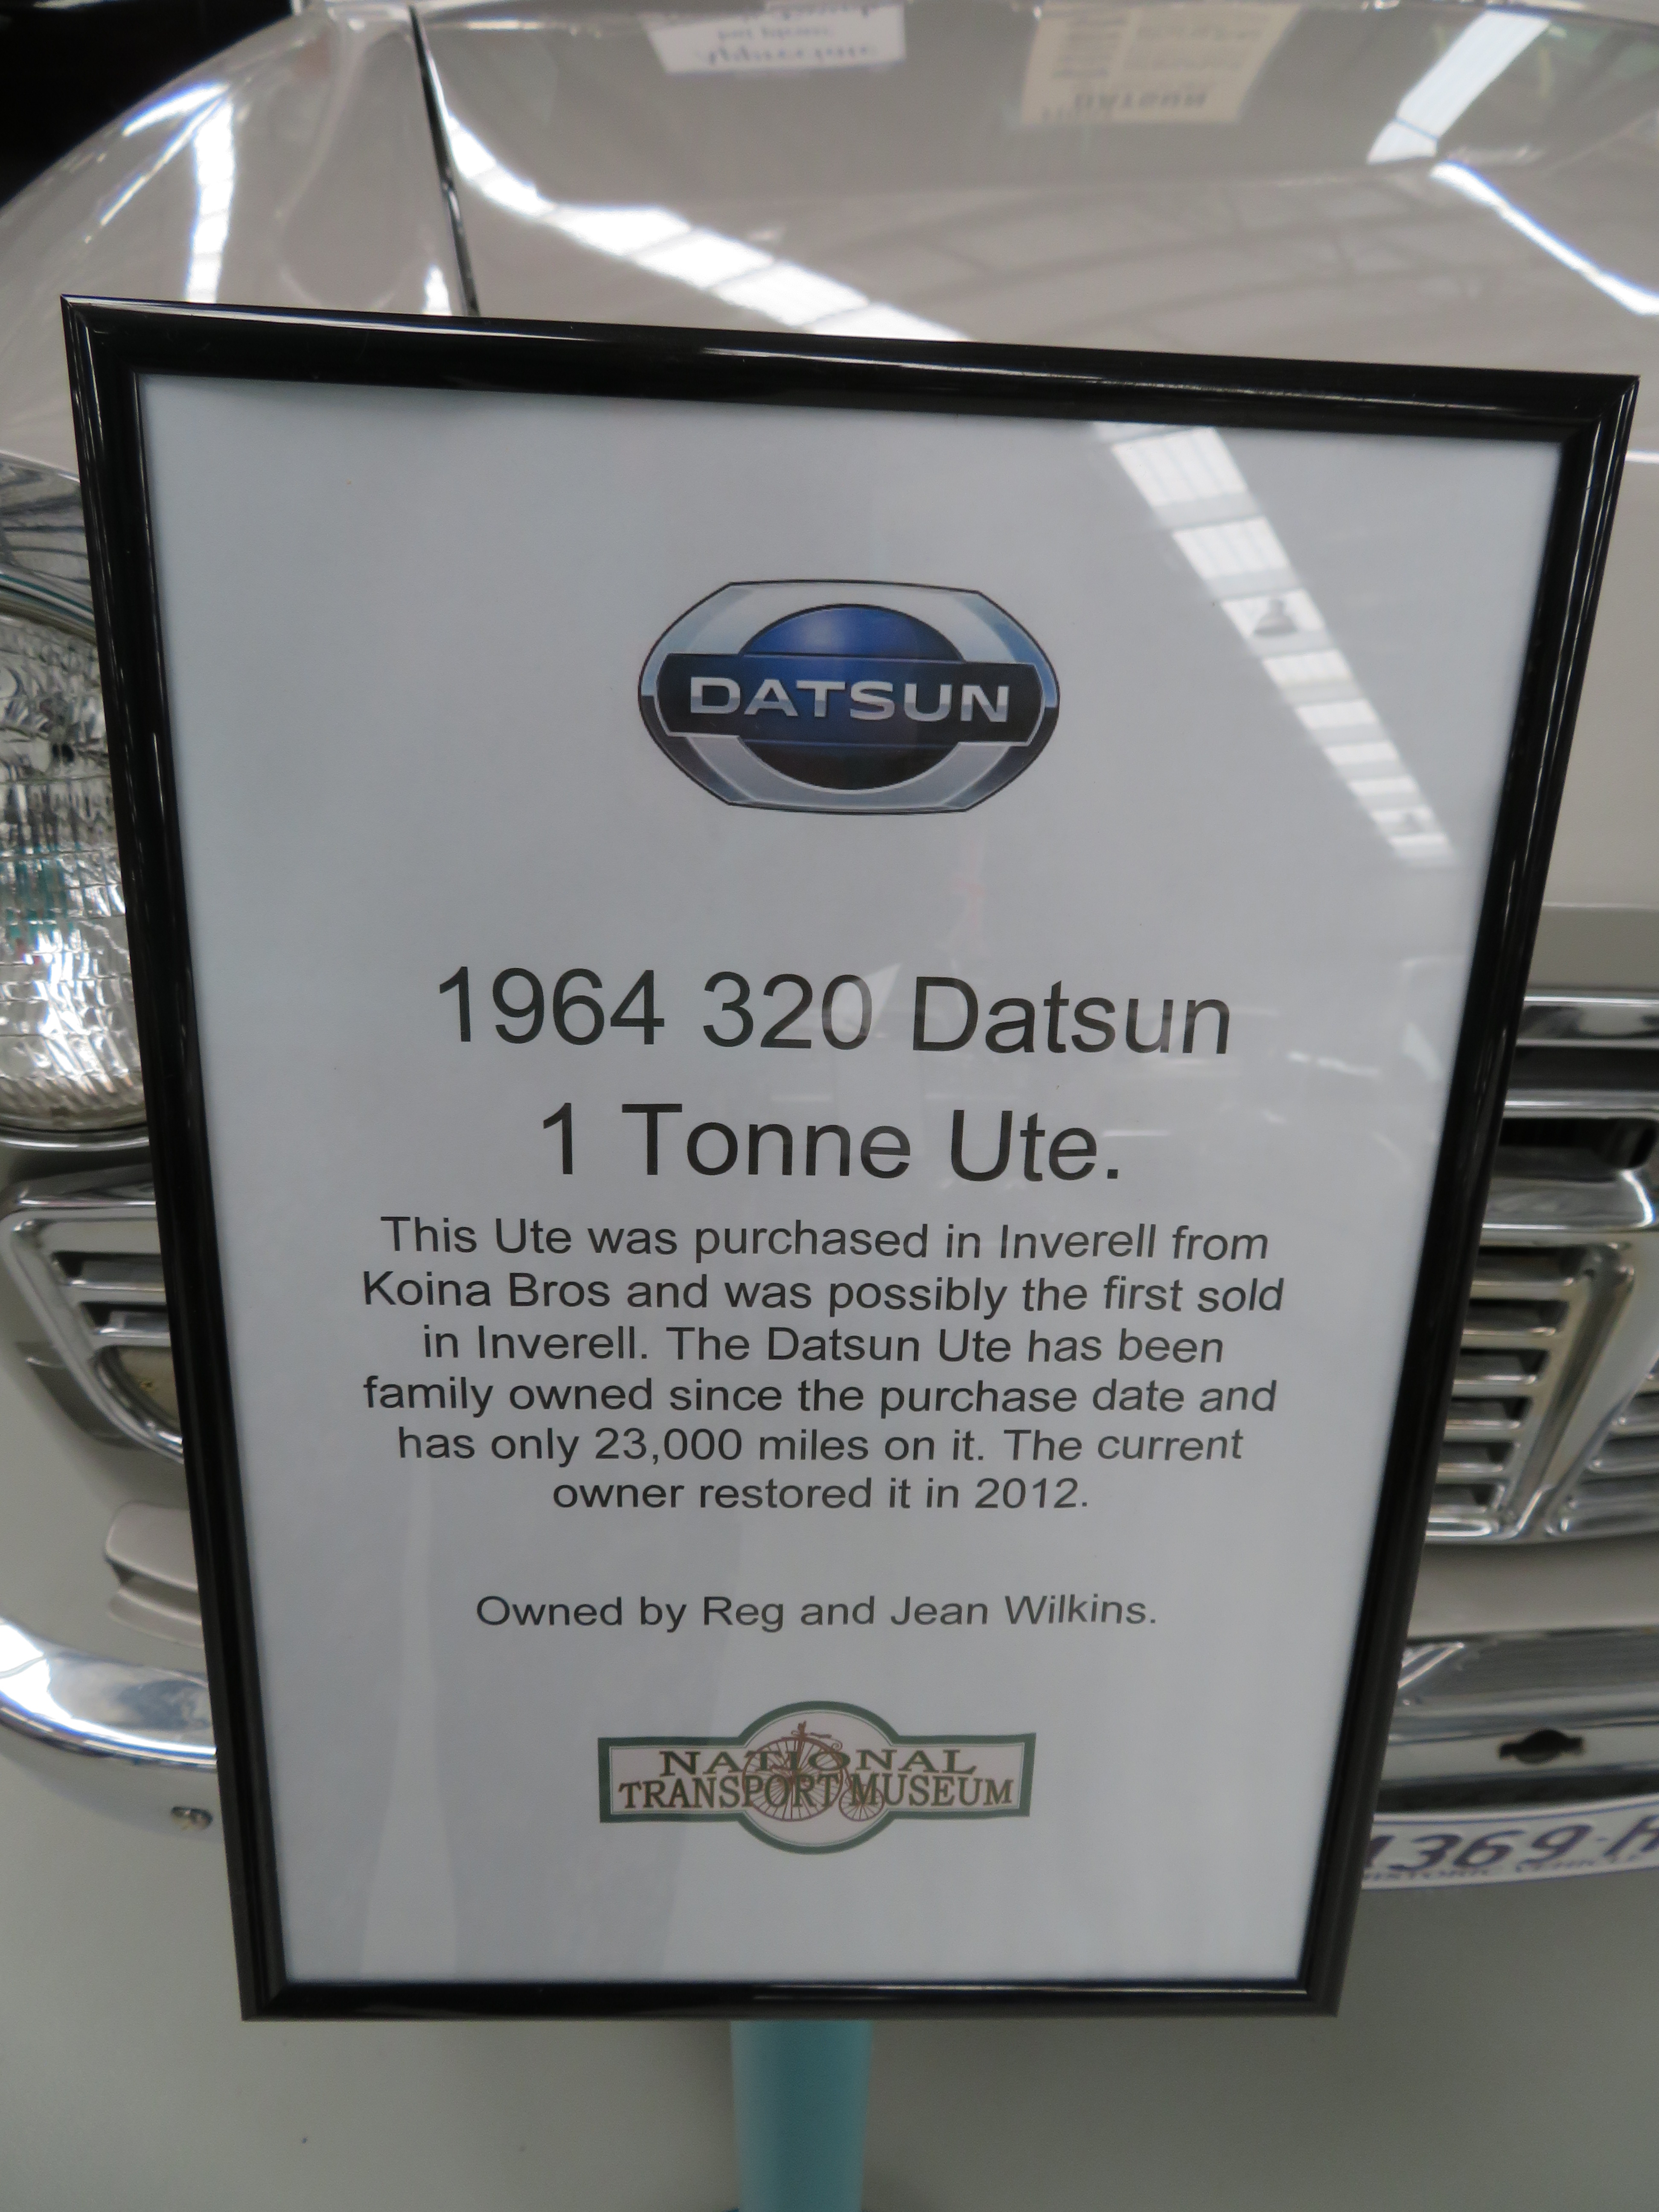 DATSUN
1964 320 Datsun
1 Tonne Ute.
This Ute was purchased in Inverell from
Koina Bros and was possibly the first sold
in Inverell. The Datsun Ute has been
family owned since the purchase date and
has only 23,000 miles on it. The current
owner restored it in 2012.
Owned by Reg and Jean Wilkins.
NATIONAL
TRANSPORT MUSEUM
1369·H